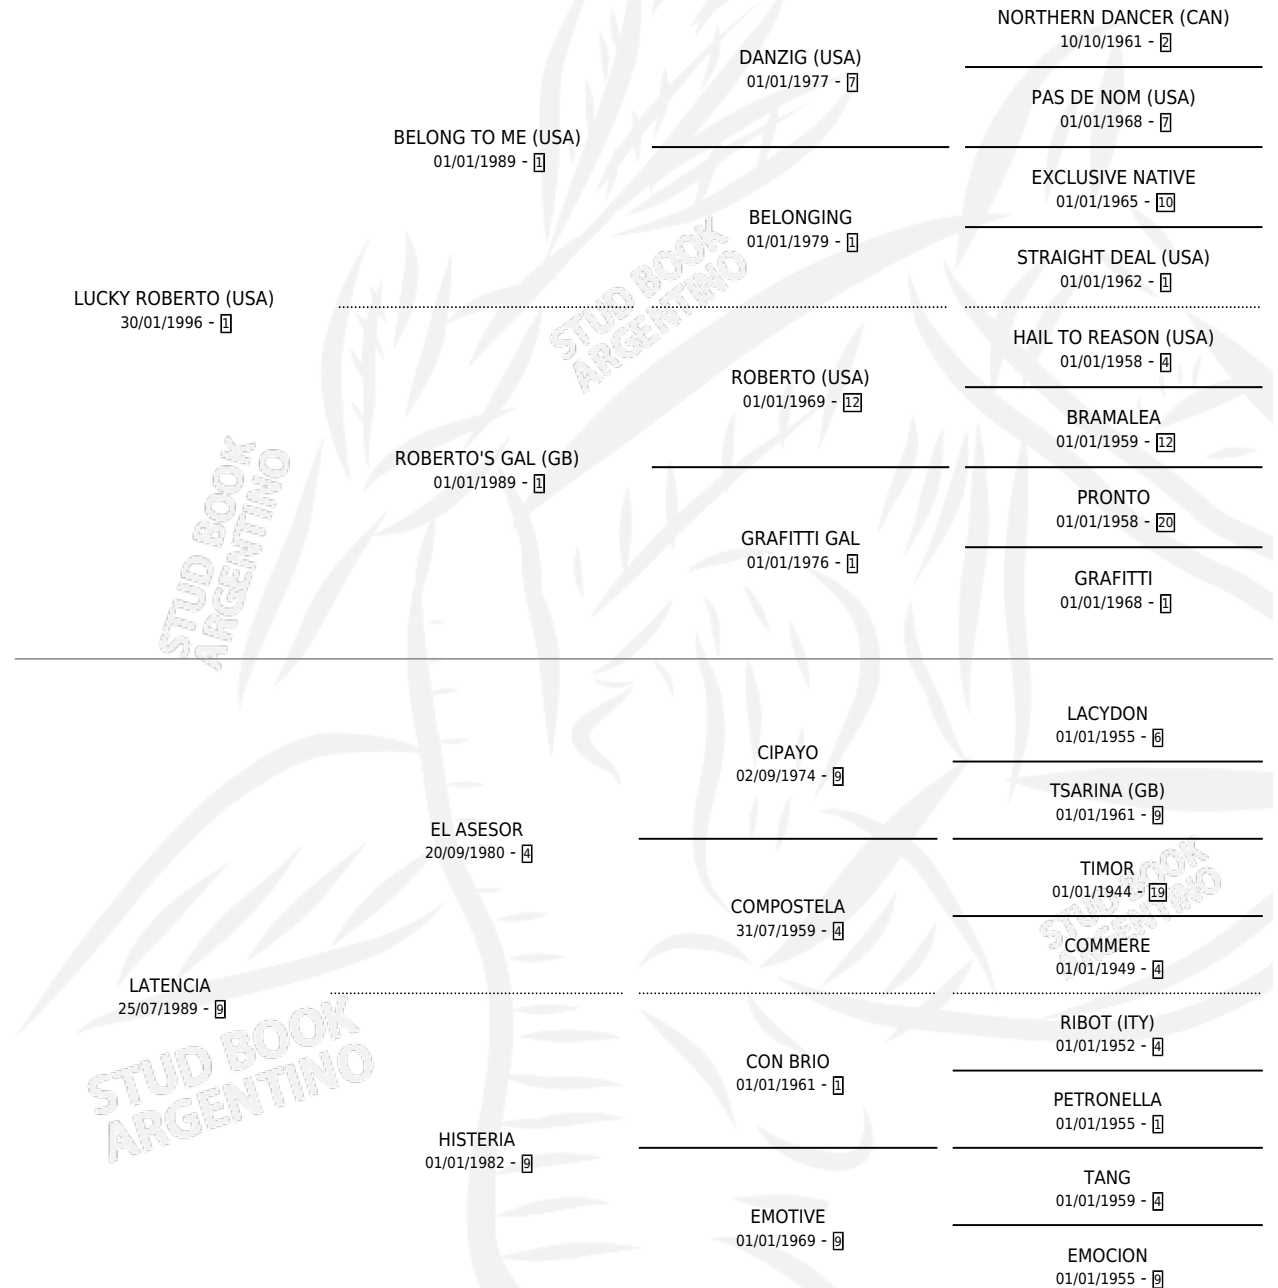 NORTHERN DANCER (CAN)
10/10/1961 - 2
DANZIG (USA)
01/01/1977 - 7
PAS DE NOM (USA)
01/01/1968 - 7
BELONG TO ME (USA)
01/01/1989 - 1
EXCLUSIVE NATIVE
01/01/1965 - 10
BELONGING
01/01/1979 - 1
STRAIGHT DEAL (USA)
01/01/1962 - 1
LUCKY ROBERTO (USA)
30/01/1996 - 1
HAIL TO REASON (USA)
01/01/1958 - 4
ROBERTO (USA)
01/01/1969 - 12
BRAMALEA
01/01/1959 - 12
ROBERTO'S GAL (GB)
01/01/1989 - 1
PRONTO
01/01/1958 - 20
GRAFITTI GAL
01/01/1976 - 1
GRAFITTI
01/01/1968 - 1
STUD BOOK
ARGENTINO
STUD BOOK
ARGENTINO
LACYDON
01/01/1955 - 6
CIPAYO
02/09/1974 - 9
TSARINA (GB)
01/01/1961 - 9
EL ASESOR
20/09/1980 - 4
TIMOR
01/01/1944 - 19
COMPOSTELA
31/07/1959 - 4
COMMERE
01/01/1949 - 4
STUD BOOK
ARGENTINO
LATENCIA
25/07/1989 - 9
RIBOT (ITY)
01/01/1952 - 4
CON BRIO
01/01/1961 - 1
PETRONELLA
01/01/1955 - 1
STUD BOOK
ARGENTINO
HISTERIA
01/01/1982 - 9
TANG
01/01/1959 - 4
EMOTIVE
01/01/1969 - 9
EMOCION
01/01/1955 - 9